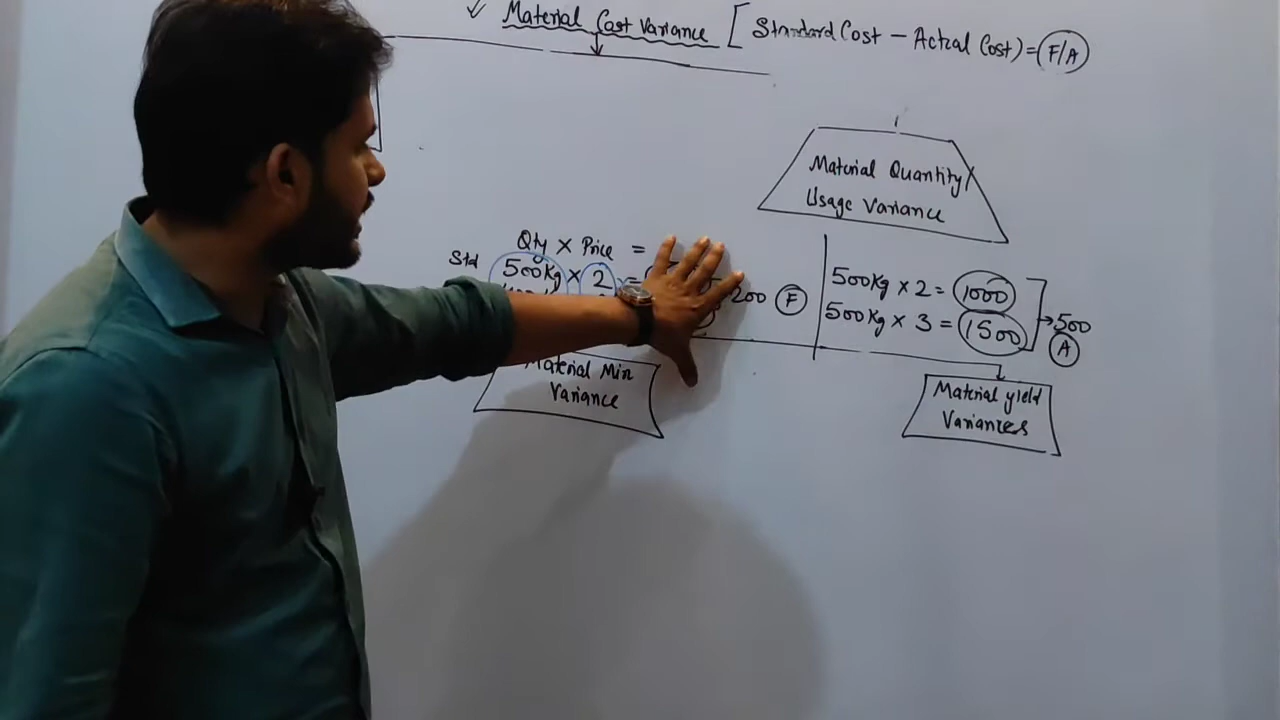 ✓ Material Cost Variance [Standard Cost - Actual Cost) = F/A
Material Quantity/
Usage Variance
Qty × Price =
Std 500Kg × 2 =
200 F
500Kg × 2 = 1000
500Kg × 3 = 1500
→500
A
Material Mix
Variance
Material yield
Variances